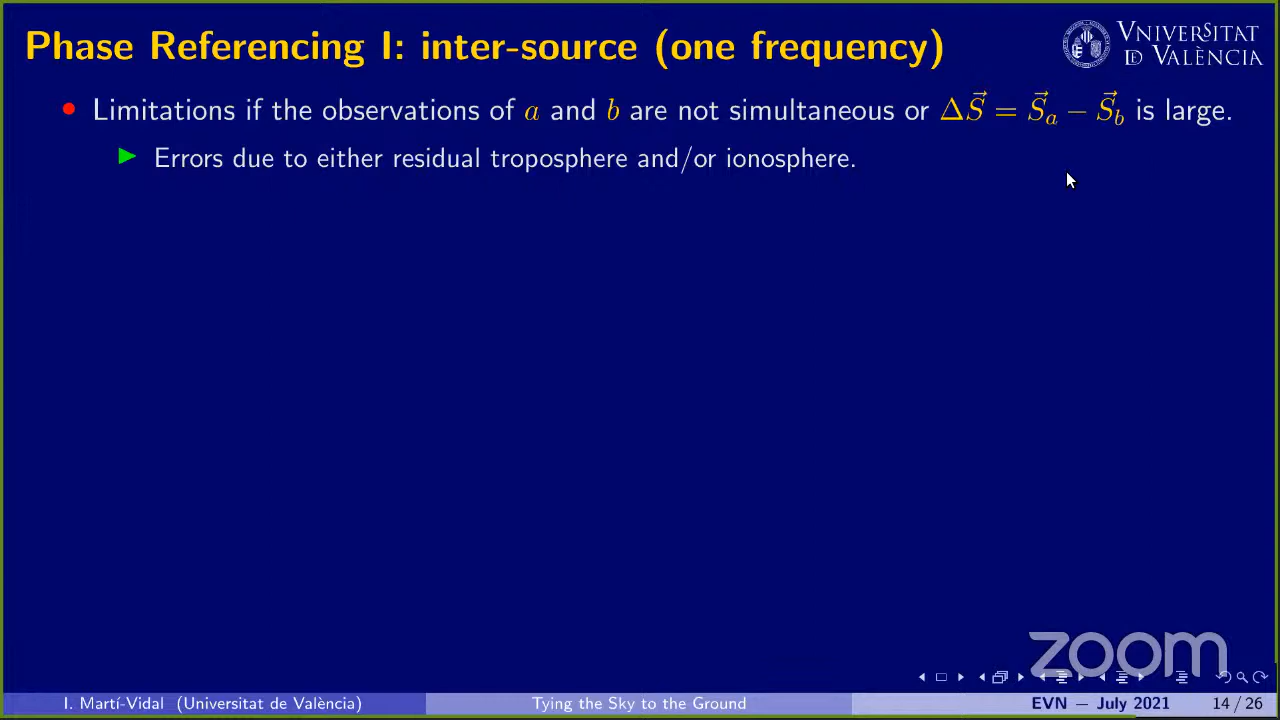 Phase Referencing I: inter-source (one frequency)
VNIVERSITAT
DE VALÈNCIA
• Limitations if the observations of a and b are not simultaneous or ΔS⃗ = S⃗ₐ − S⃗_b is large.
▶ Errors due to either residual troposphere and/or ionosphere.
zoom
I. Martí-Vidal (Universitat de València) Tying the Sky to the Ground EVN — July 2021 14 / 26